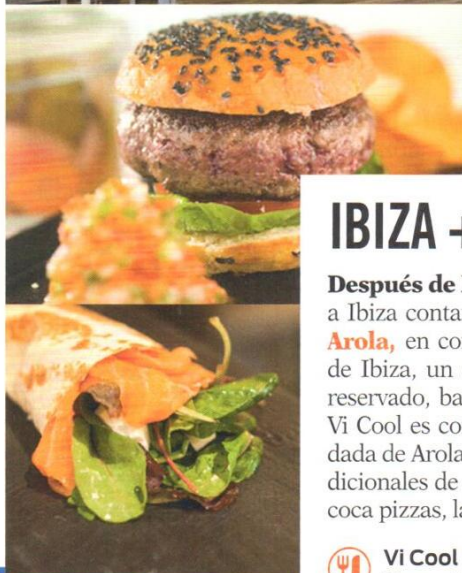 IBIZA
Después de
a Ibiza conta
Arola, en co
de Ibiza, un
reservado, ba
Vi Cool es co
dada de Arola
dicionales de
coca pizzas, la
Vi Cool